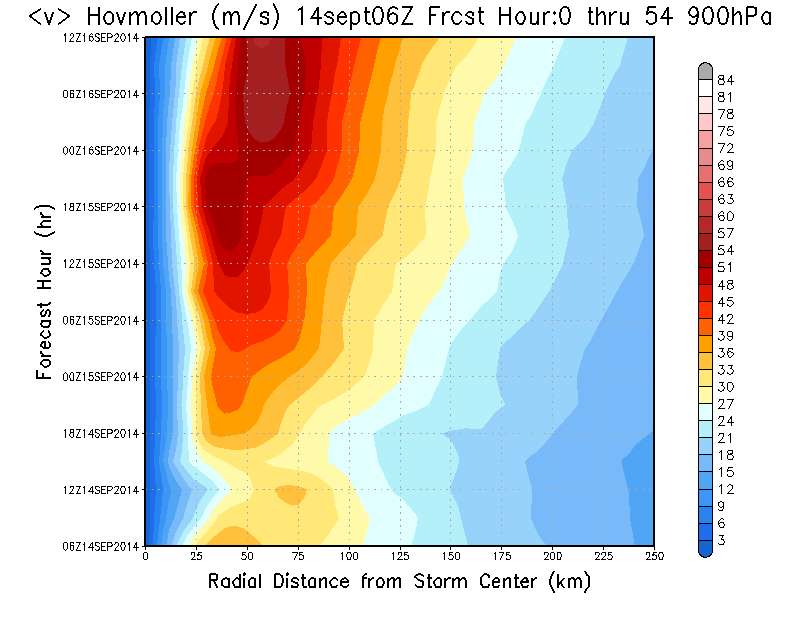 <v> Hovmoller (m/s) 14sept06Z Frcst Hour:0 thru 54 900hPa
12Z16SEP2014
06Z16SEP2014
00Z16SEP2014
18Z15SEP2014
12Z15SEP2014
06Z15SEP2014
00Z15SEP2014
18Z14SEP2014
12Z14SEP2014
06Z14SEP2014
Forecast Hour (hr)
0 25 50 75 100 125 150 175 200 225 250
Radial Distance from Storm Center (km)
84
81
78
75
72
69
66
63
60
57
54
51
48
45
42
39
36
33
30
27
24
21
18
15
12
9
6
3